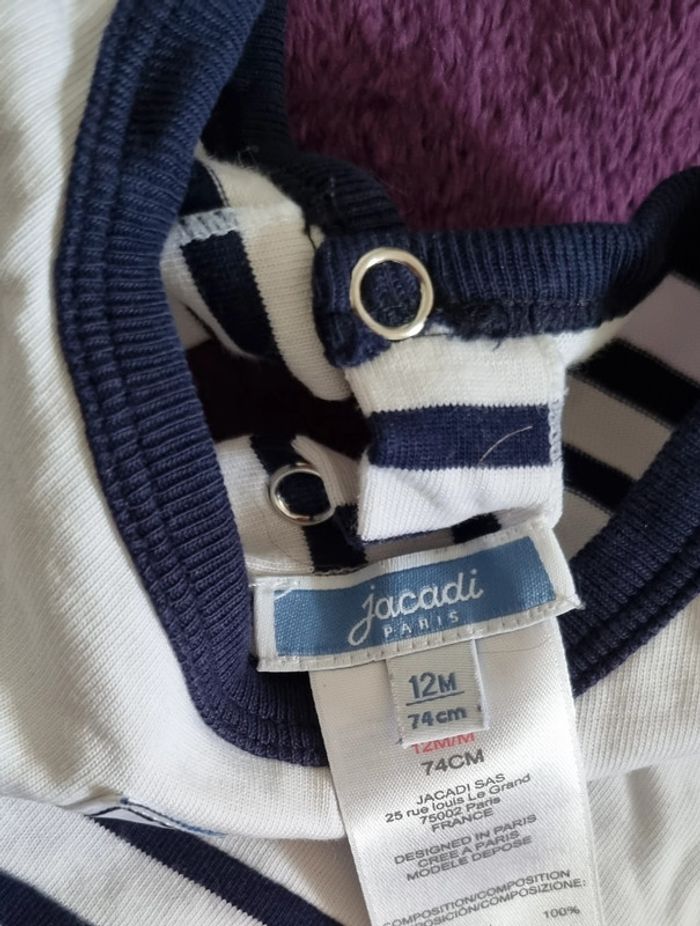 jacadi
PARIS
12M
74cm
12M/M
74CM
JACADI SAS
25 rue louis Le Grand
75002 Paris
FRANCE
DESIGNED IN PARIS
CREE A PARIS
MODELE DEPOSE
COMPOSITION/COMPOSITION
100%